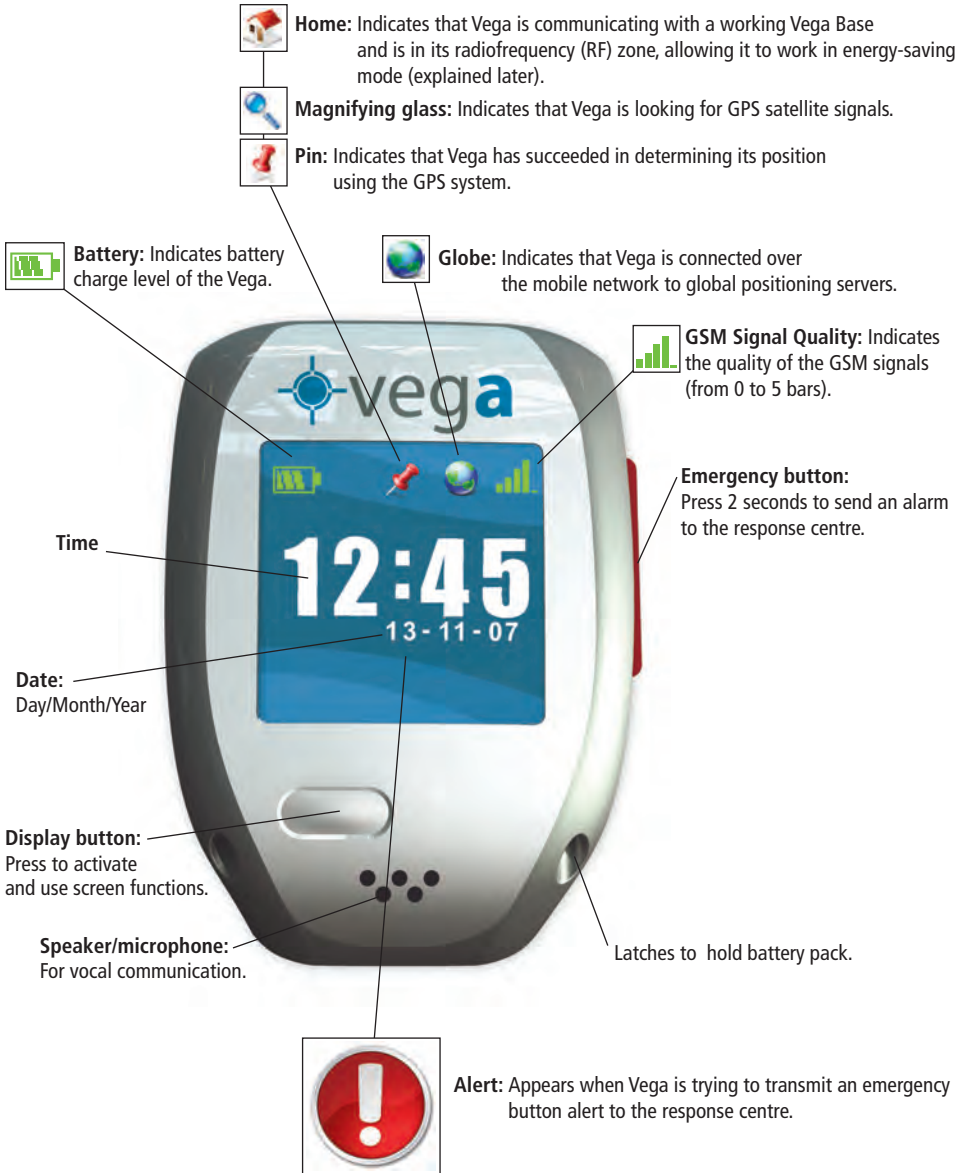 Home: Indicates that Vega is communicating with a working Vega Base
and is in its radiofrequency (RF) zone, allowing it to work in energy-saving
mode (explained later).
Magnifying glass: Indicates that Vega is looking for GPS satellite signals.
Pin: Indicates that Vega has succeeded in determining its position
using the GPS system.
Battery: Indicates battery
charge level of the Vega.
Globe: Indicates that Vega is connected over
the mobile network to global positioning servers.
GSM Signal Quality: Indicates
the quality of the GSM signals
(from 0 to 5 bars).
vega
Emergency button:
Press 2 seconds to send an alarm
to the response centre.
Time
12:45
13-11-07
Date:
Day/Month/Year
Display button:
Press to activate
and use screen functions.
Speaker/microphone:
For vocal communication.
Latches to hold battery pack.
Alert: Appears when Vega is trying to transmit an emergency
button alert to the response centre.